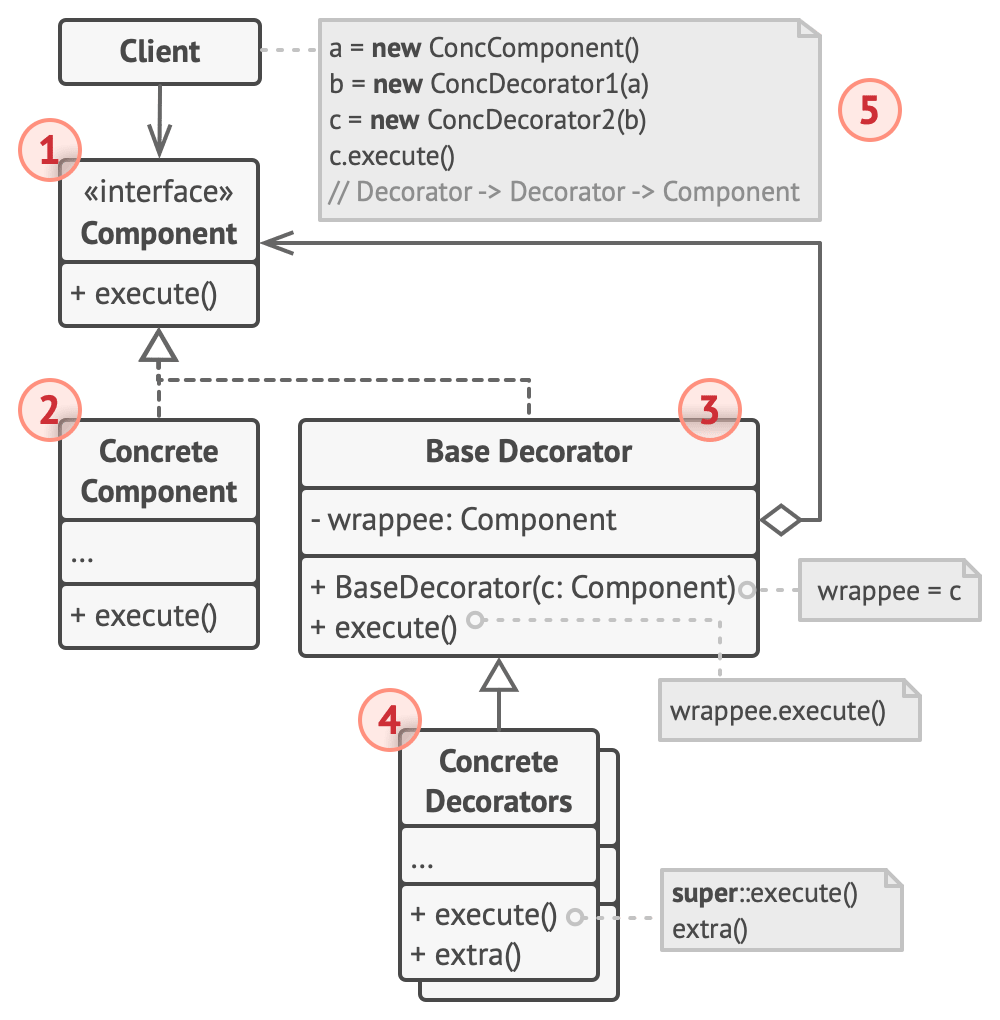 Client
a = new ConcComponent()
b = new ConcDecorator1(a)
c = new ConcDecorator2(b)
c.execute()
// Decorator -> Decorator -> Component
5
1
«interface»
Component
+ execute()
2
Concrete
Component
...
+ execute()
3
Base Decorator
- wrappee: Component
+ BaseDecorator(c: Component)
+ execute()
wrappee = c
wrappee.execute()
4
Concrete
Decorators
...
+ execute()
+ extra()
super::execute()
extra()